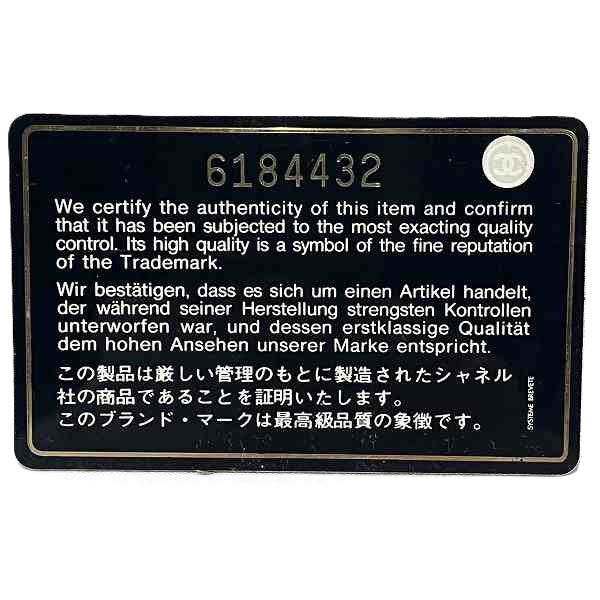 6184432
We certify the authenticity of this item and confirm
that it has been subjected to the most exacting quality
control. Its high quality is a symbol of the fine reputation
of the Trademark.
Wir bestätigen, dass es sich um einen Artikel handelt,
der während seiner Herstellung strengsten Kontrollen
unterworfen war, und dessen erstklassige Qualität
dem hohen Ansehen unserer Marke entspricht.
この製品は厳しい管理のもとに製造されたシャネル
社の商品であることを証明いたします。
このブランド・マークは最高級品質の象徴です。
SYSTEME BREVETE